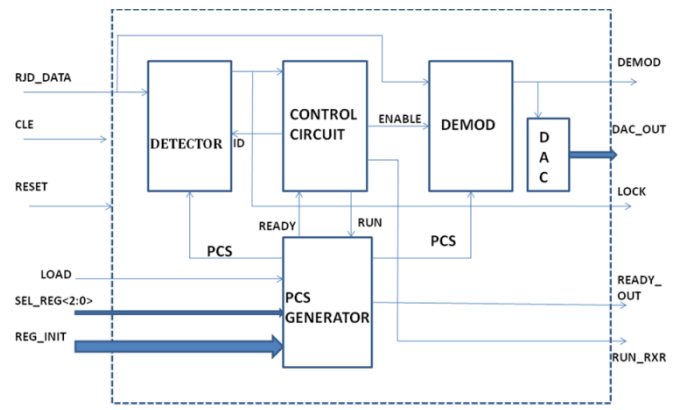 RJD_DATA
CLE
RESET
LOAD
SEL_REG<2:0>
REG_INIT
DETECTOR
ID
CONTROL
CIRCUIT
ENABLE
DEMOD
D
A
C
READY
RUN
PCS
PCS
PCS
GENERATOR
DEMOD
DAC_OUT
LOCK
READY_
OUT
RUN_RXR